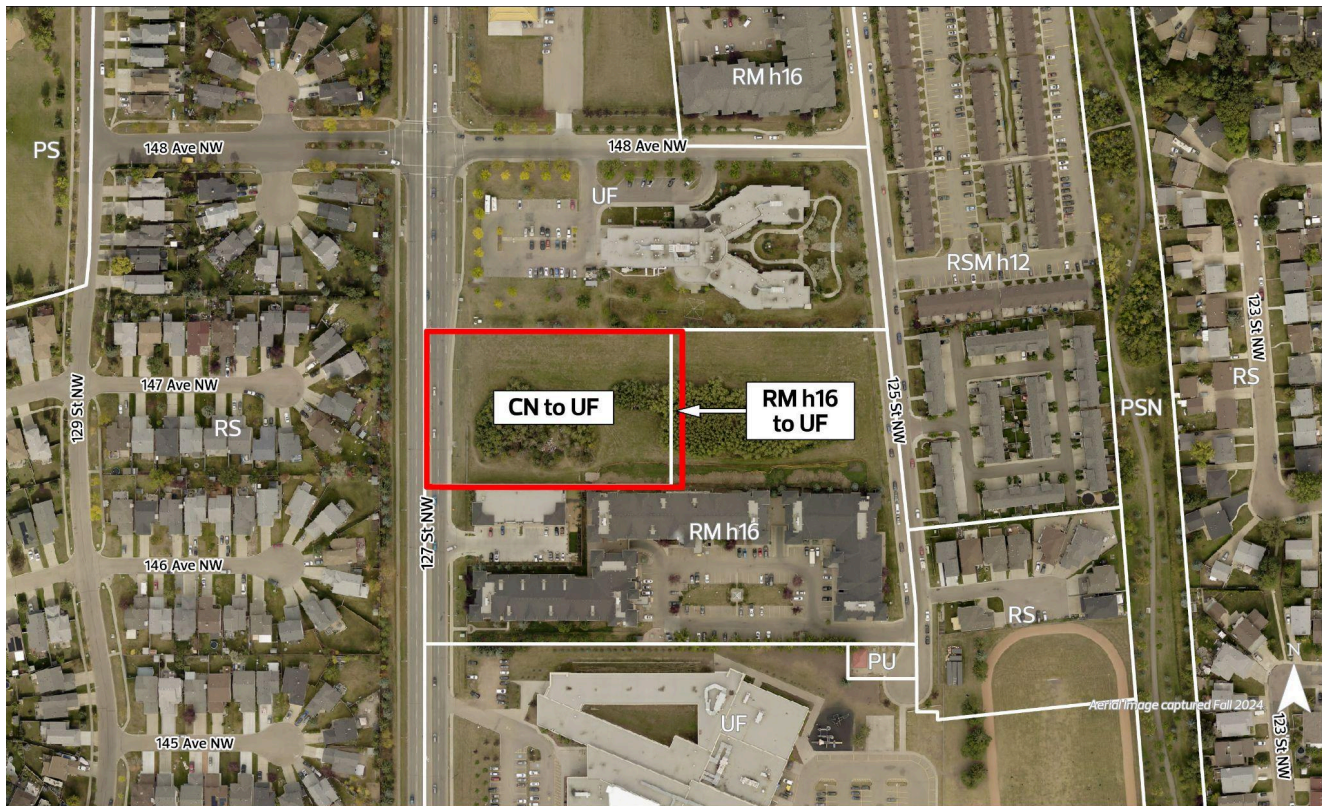 RM h16
PS
148 Ave NW
148 Ave NW
UF
RSM h12
123 St NW
147 Ave NW
129 St NW
RS
CN to UF
RM h16
to UF
125 St NW
PSN
RS
127 St NW
RM h16
146 Ave NW
RS
PU
N
UF
Aerial Image captured Fall 2024
145 Ave NW
123 St NW